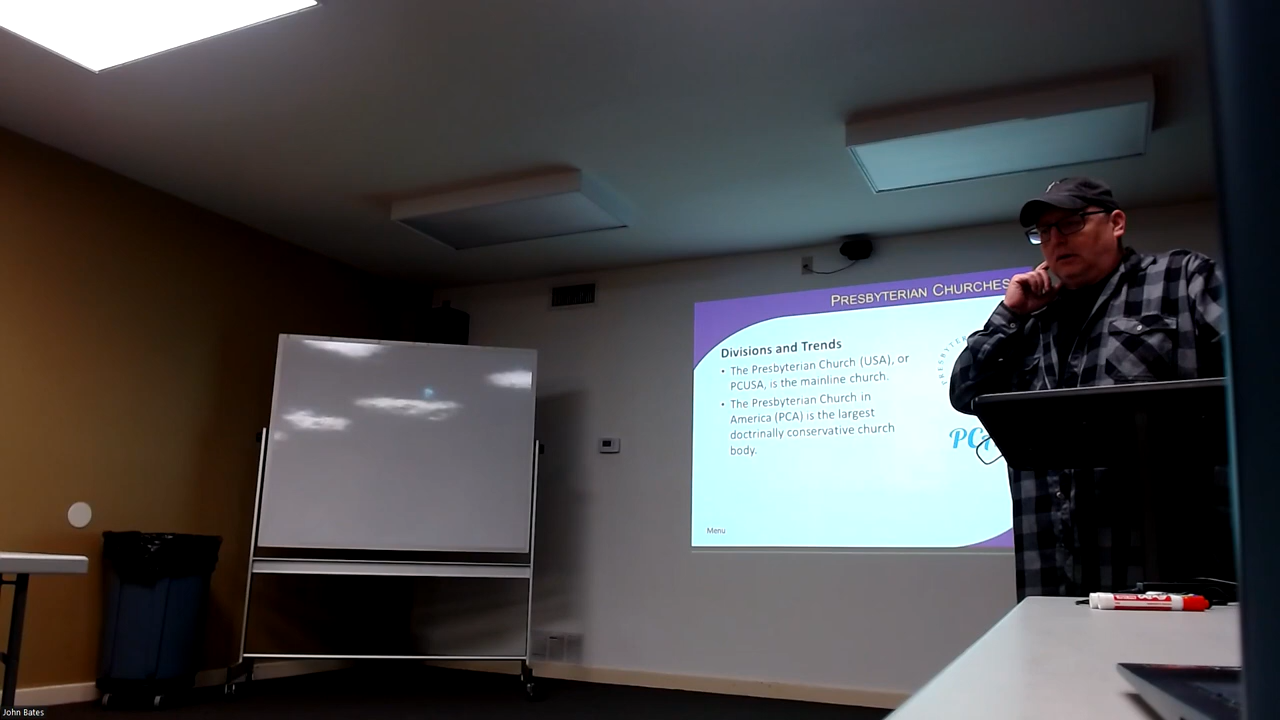 PRESBYTERIAN CHURCHES
Divisions and Trends
• The Presbyterian Church (USA), or
PCUSA, is the mainline church.
• The Presbyterian Church in
America (PCA) is the largest
doctrinally conservative church
body.
Menu
John Bates